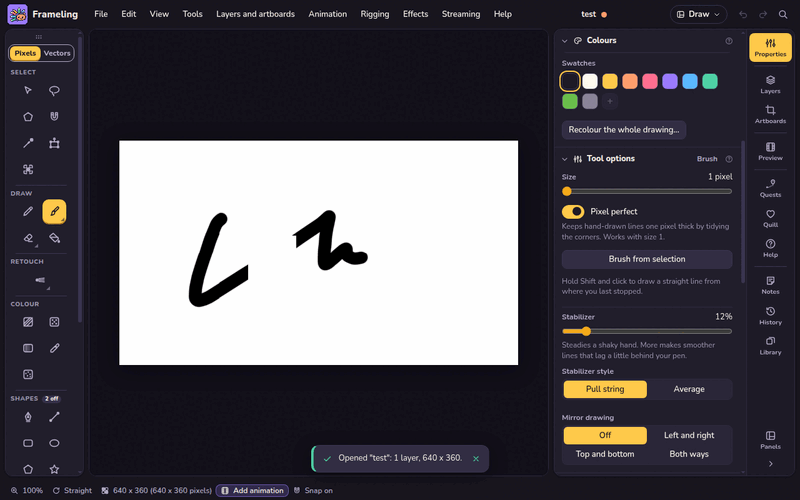 Frameling File Edit View Tools Layers and artboards Animation Rigging Effects Streaming Help test Draw
Pixels Vectors
SELECT
DRAW
RETOUCH
COLOUR
SHAPES 2 off
Opened "test": 1 layer, 640 x 360.
Colours
Swatches
+
Recolour the whole drawing...
Tool options Brush
Size 1 pixel
Pixel perfect
Keeps hand-drawn lines one pixel thick by tidying
the corners. Works with size 1.
Brush from selection
Hold Shift and click to draw a straight line from
where you last stopped.
Stabilizer 12%
Steadies a shaky hand. More makes smoother
lines that lag a little behind your pen.
Stabilizer style
Pull string Average
Mirror drawing
Off Left and right
Top and bottom Both ways
Properties
Layers
Artboards
Preview
Quests
Quill
Help
Notes
History
Library
Panels
100% Straight 640 x 360 (640 x 360 pixels) Add animation Snap on